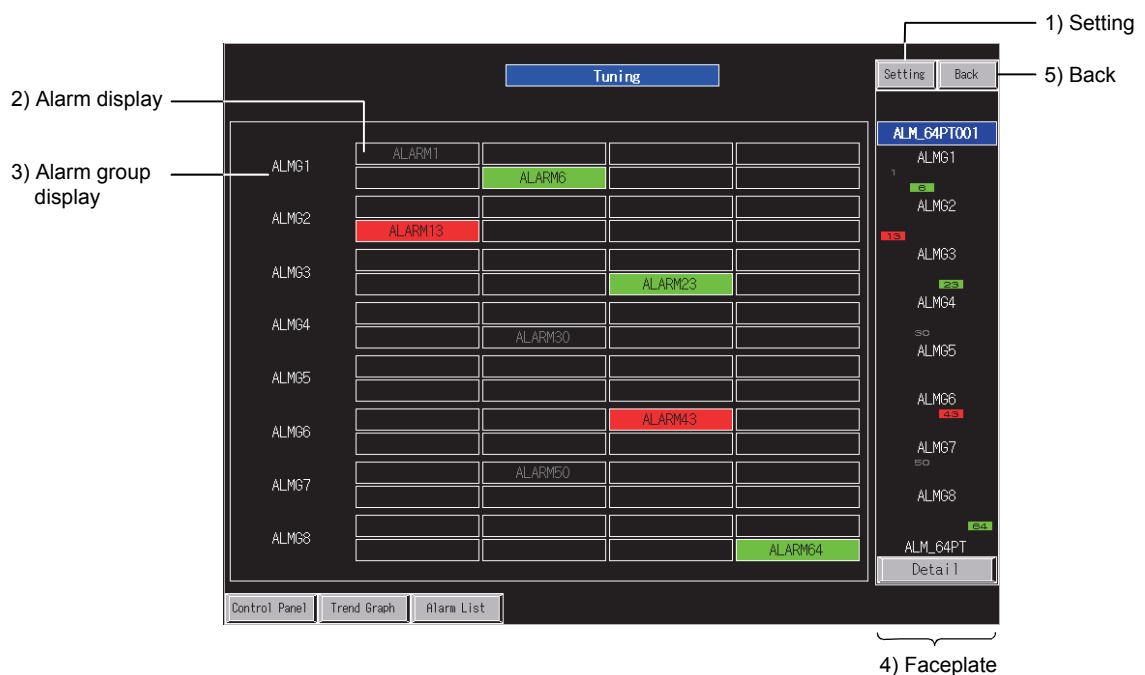 1) Setting
Tuning
Setting
Back
5) Back
2) Alarm display
ALM_64PT001
ALARM1
ALMG1
ALMG1
3) Alarm group
display
1
ALARM6
6
ALMG2
ALMG2
ALARM13
13
ALMG3
ALMG3
ALARM23
23
ALMG4
ALMG4
ALARM30
30
ALMG5
ALMG5
ALMG6
ALARM43
43
ALMG6
ALMG7
ALARM50
50
ALMG7
ALMG8
64
ALMG8
ALARM64
ALM_64PT
Detail
Control Panel
Trend Graph
Alarm List
4) Faceplate